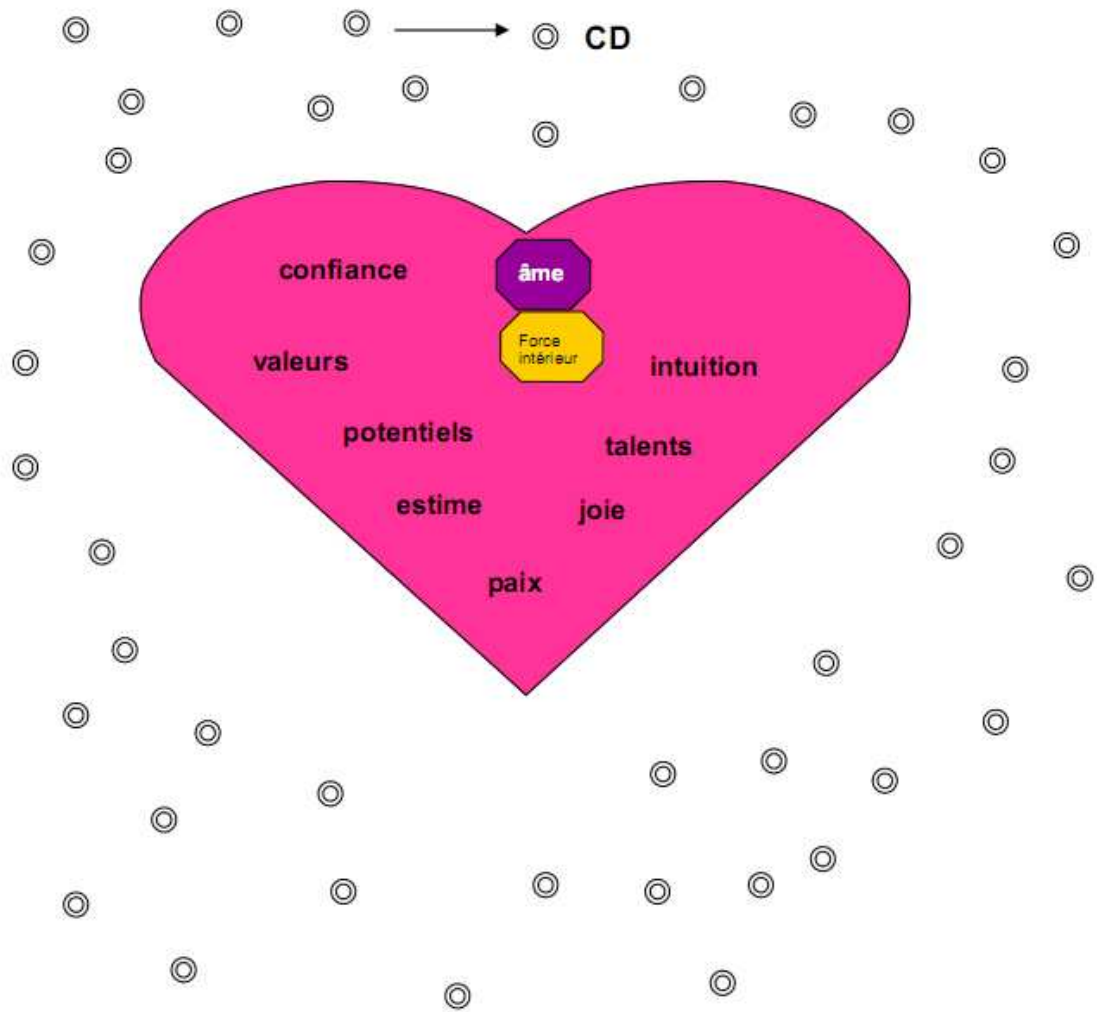 CD
confiance
âme
Force
intérieur
valeurs
intuition
potentiels
talents
estime
joie
paix